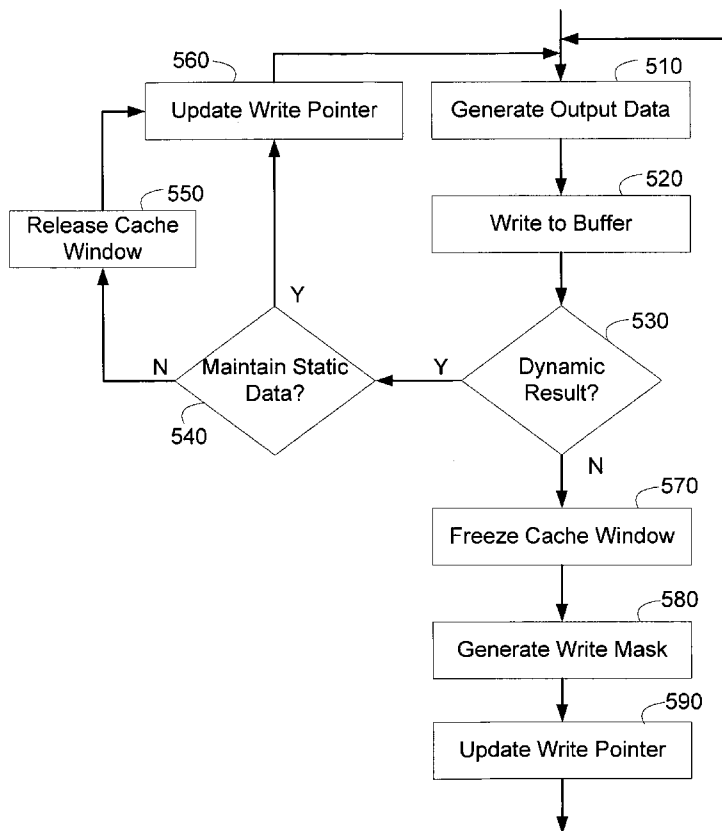 560
Update Write Pointer
510
Generate Output Data
520
Write to Buffer
550
Release Cache
Window
530
Dynamic
Result?
Y
N
Maintain Static
Data?
540
Y
N
570
Freeze Cache Window
580
Generate Write Mask
590
Update Write Pointer